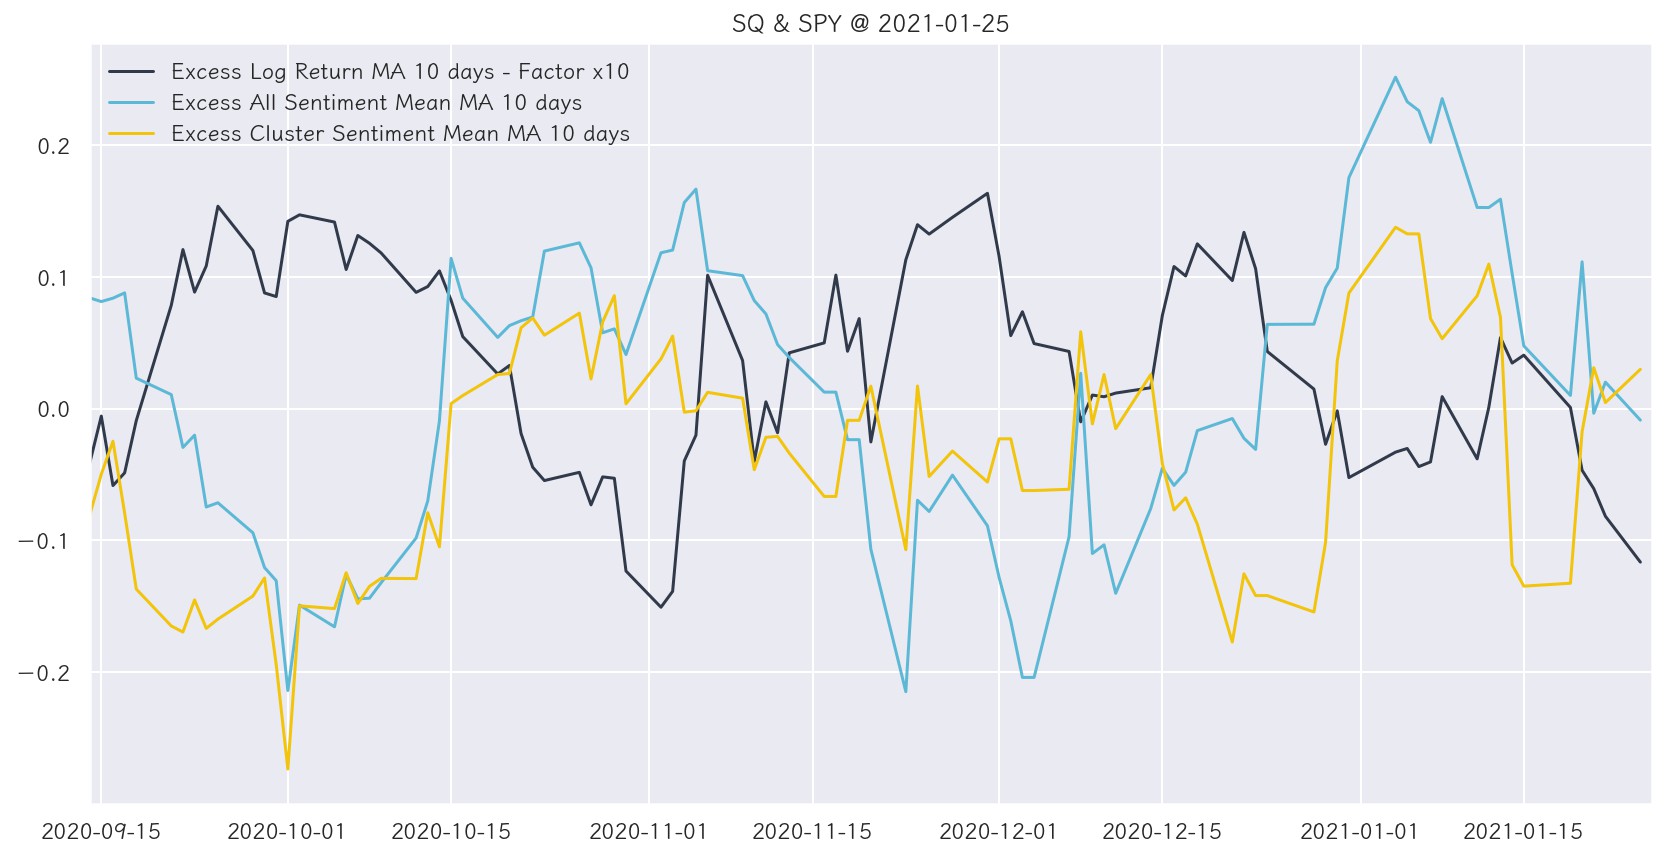 SQ & SPY @ 2021-01-25
Excess Log Return MA 10 days - Factor x10
Excess All Sentiment Mean MA 10 days
Excess Cluster Sentiment Mean MA 10 days
0.2
0.1
0.0
−0.1
−0.2
2020-09-15 2020-10-01 2020-10-15 2020-11-01 2020-11-15 2020-12-01 2020-12-15 2021-01-01 2021-01-15